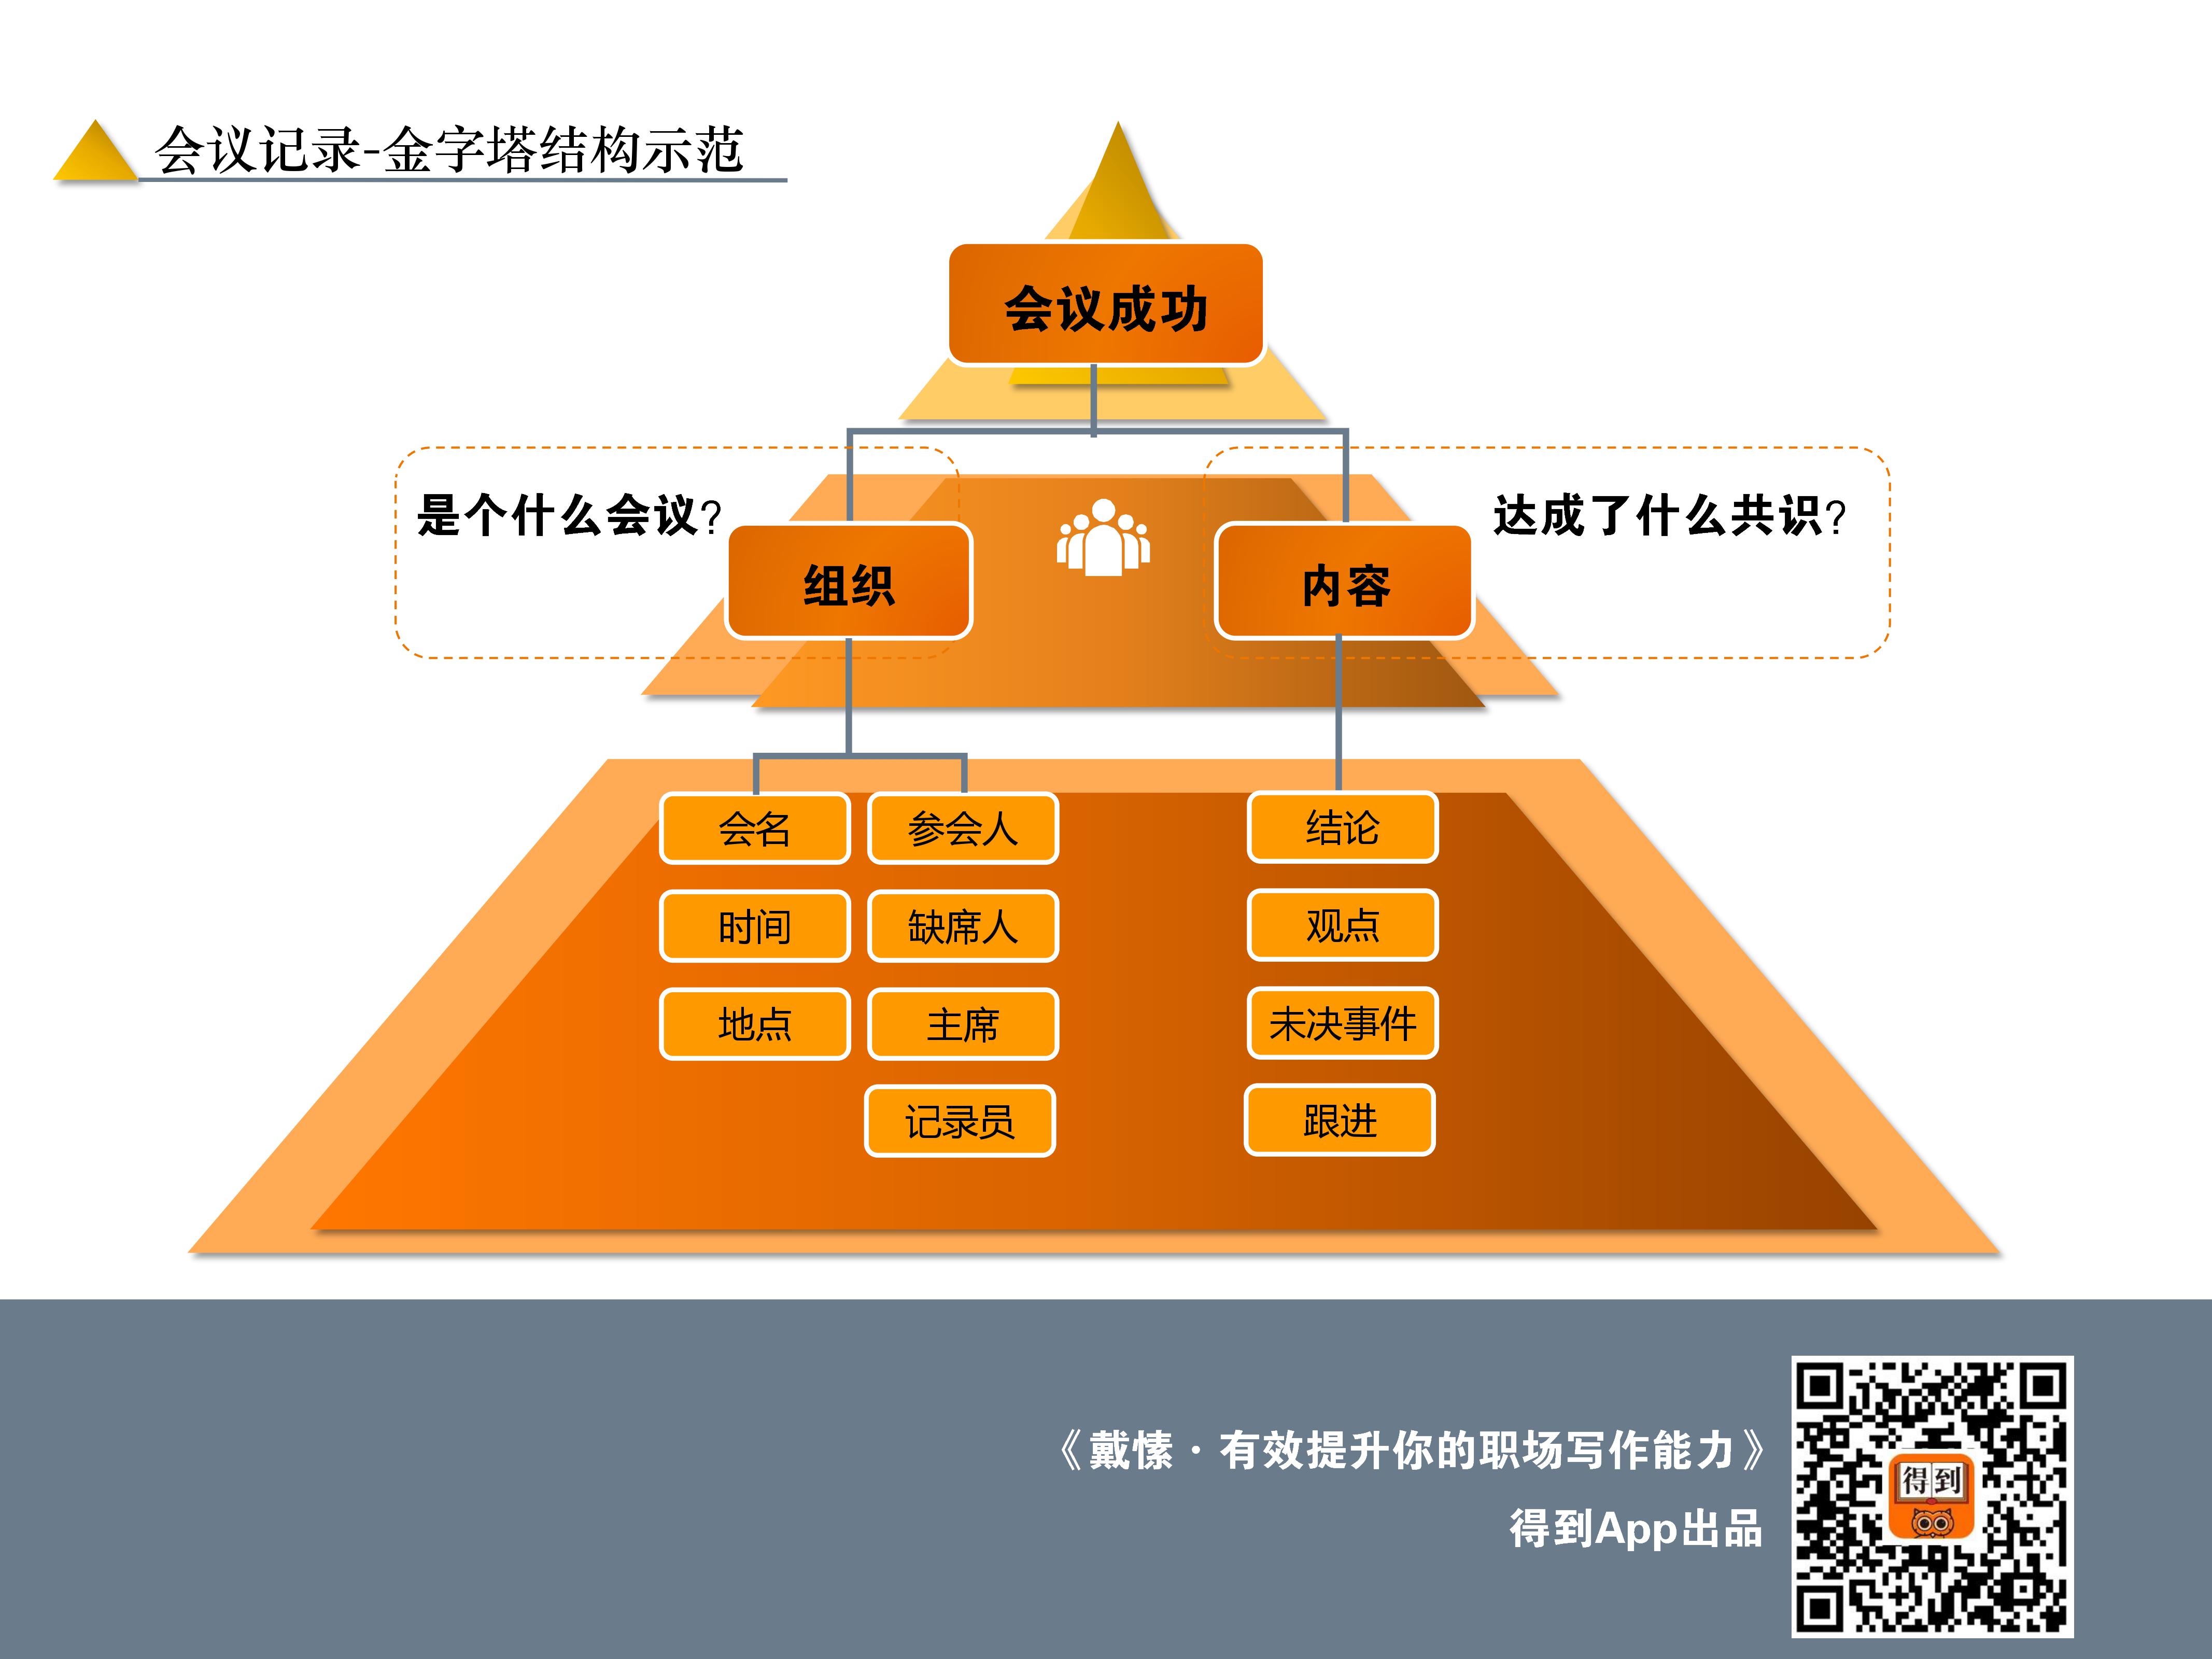 会议记录-金字塔结构示范
会议成功
是个什么会议?
达成了什么共识?
组织
内容
会名
参会人
结论
时间
缺席人
观点
地点
主席
未决事件
记录员
跟进
《戴愫·有效提升你的职场写作能力》
得到App出品
得到